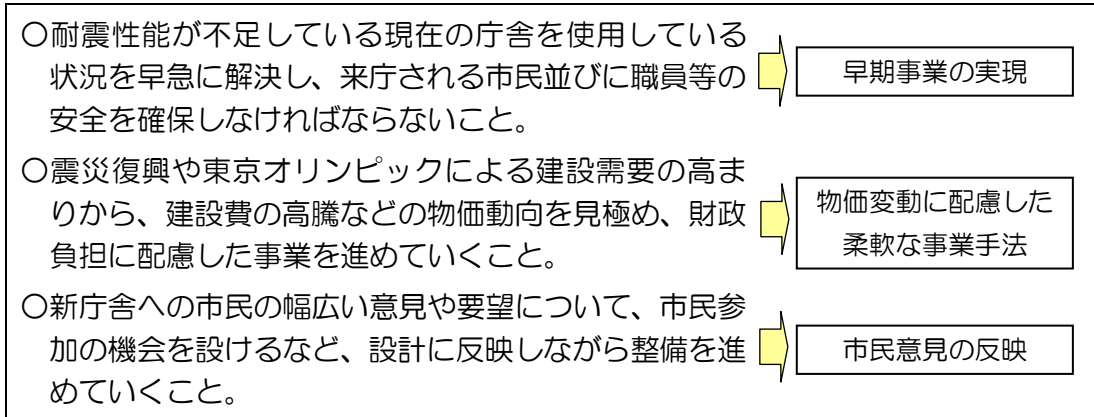 〇耐震性能が不足している現在の庁舎を使用している
状況を早急に解決し、来庁される市民並びに職員等の
安全を確保しなければならないこと。
早期事業の実現
〇震災復興や東京オリンピックによる建設需要の高ま
りから、建設費の高騰などの物価動向を見極め、財政
負担に配慮した事業を進めていくこと。
物価変動に配慮した
柔軟な事業手法
〇新庁舎への市民の幅広い意見や要望について、市民参
加の機会を設けるなど、設計に反映しながら整備を進
めていくこと。
市民意見の反映